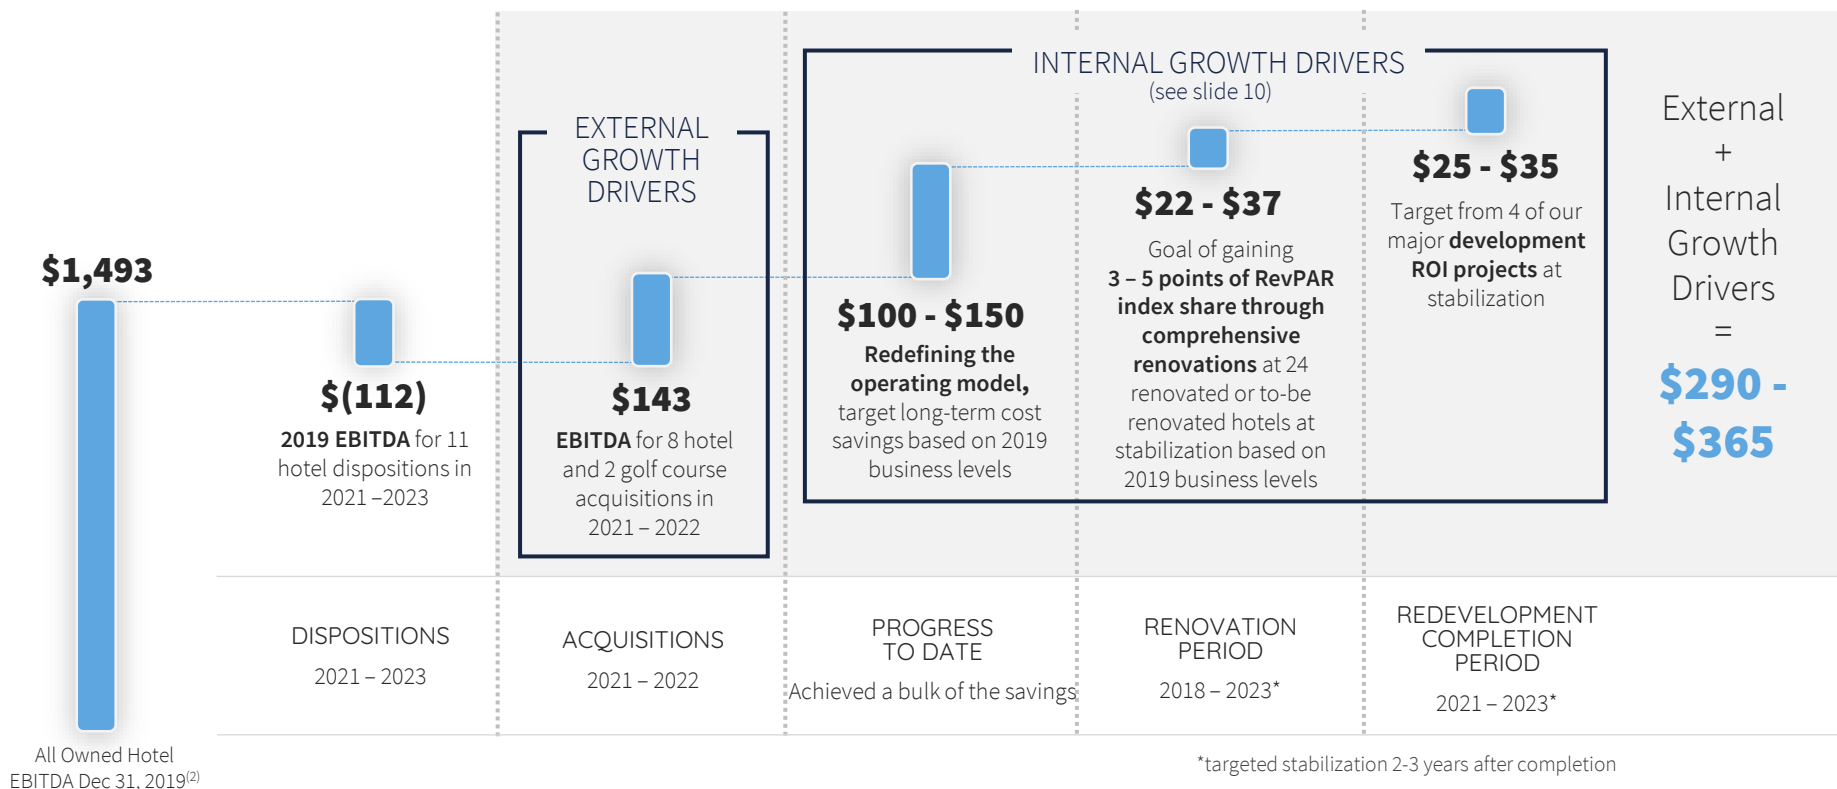 $1,493
All Owned Hotel
EBITDA Dec 31, 2019(2)
$(112)
2019 EBITDA for 11
hotel dispositions in
2021 –2023
EXTERNAL
GROWTH
DRIVERS
$143
EBITDA for 8 hotel
and 2 golf course
acquisitions in
2021 – 2022
INTERNAL GROWTH DRIVERS
(see slide 10)
$100 - $150
Redefining the
operating model,
target long-term cost
savings based on 2019
business levels
$22 - $37
Goal of gaining
3 – 5 points of RevPAR
index share through
comprehensive
renovations at 24
renovated or to-be
renovated hotels at
stabilization based on
2019 business levels
$25 - $35
Target from 4 of our
major development
ROI projects at
stabilization
External
+
Internal
Growth
Drivers
=
$290 -
$365
DISPOSITIONS
2021 – 2023
ACQUISITIONS
2021 – 2022
PROGRESS
TO DATE
Achieved a bulk of the savings
RENOVATION
PERIOD
2018 – 2023*
REDEVELOPMENT
COMPLETION
PERIOD
2021 – 2023*
*targeted stabilization 2-3 years after completion